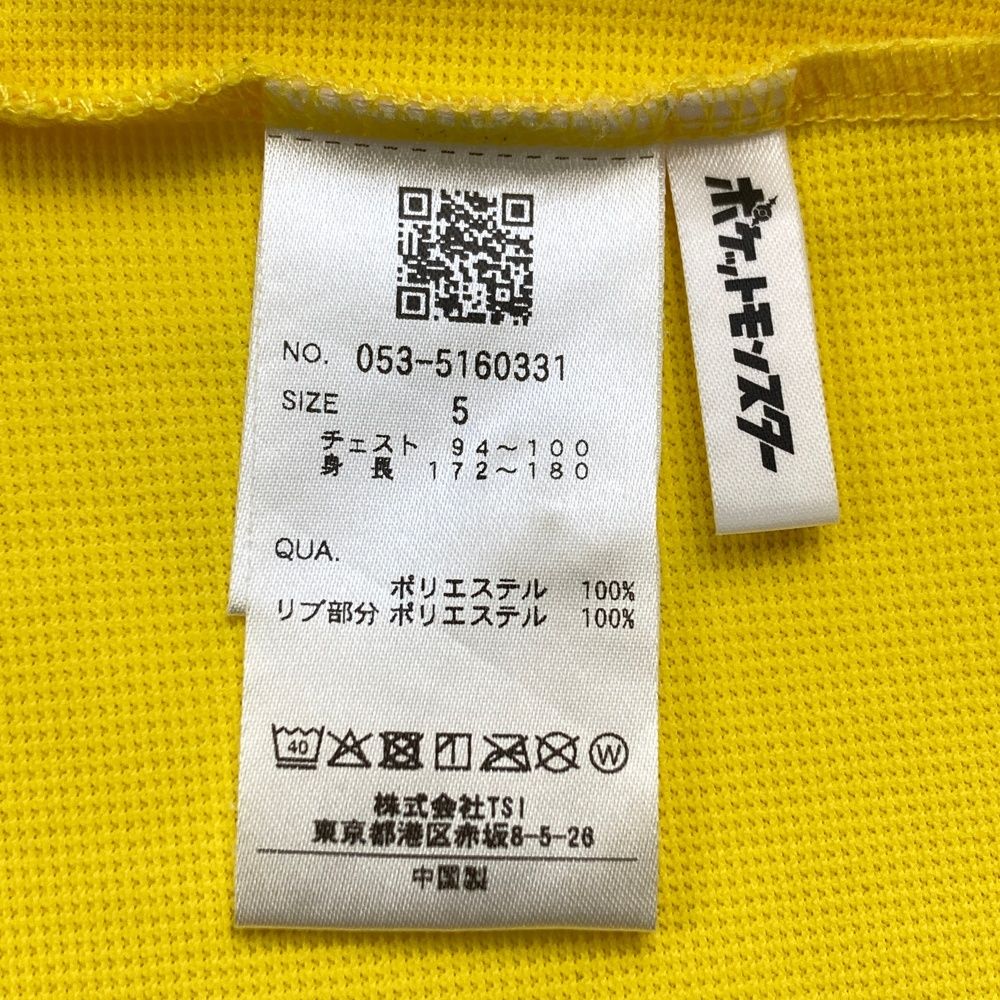 NO. 053-5160331
SIZE 5
チェスト 94～100
身長 172～180
QUA.
ポリエステル 100%
リブ部分 ポリエステル 100%
40
W
株式会社TSI
東京都港区赤坂8-5-26
中国製
ポケットモンスター